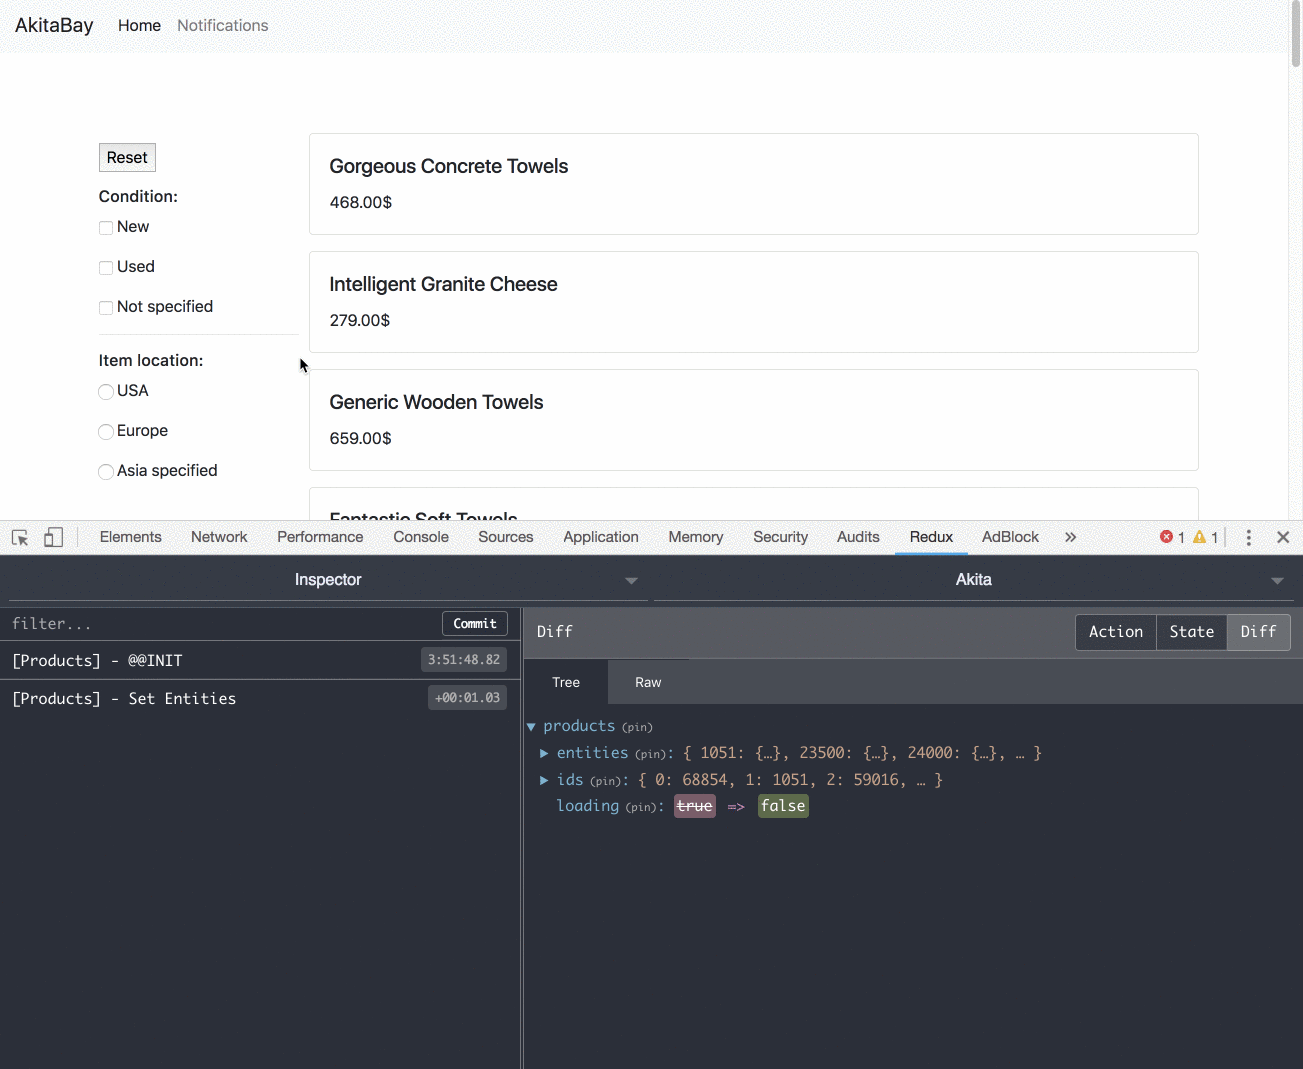 AkitaBay Home Notifications
Reset
Condition:
New
Used
Not specified
Item location:
USA
Europe
Asia specified
Gorgeous Concrete Towels
468.00$
Intelligent Granite Cheese
279.00$
Generic Wooden Towels
659.00$
Fantastic Soft Towels
Elements Network Performance Console Sources Application Memory Security Audits Redux AdBlock » 1 1
Inspector Akita
filter... Commit
[Products] - @@INIT 3:51:48.82
[Products] - Set Entities +00:01.03
Diff Action State Diff
Tree Raw
products (pin)
entities (pin): { 1051: {…}, 23500: {…}, 24000: {…}, … }
ids (pin): { 0: 68854, 1: 1051, 2: 59016, … }
loading (pin): true => false